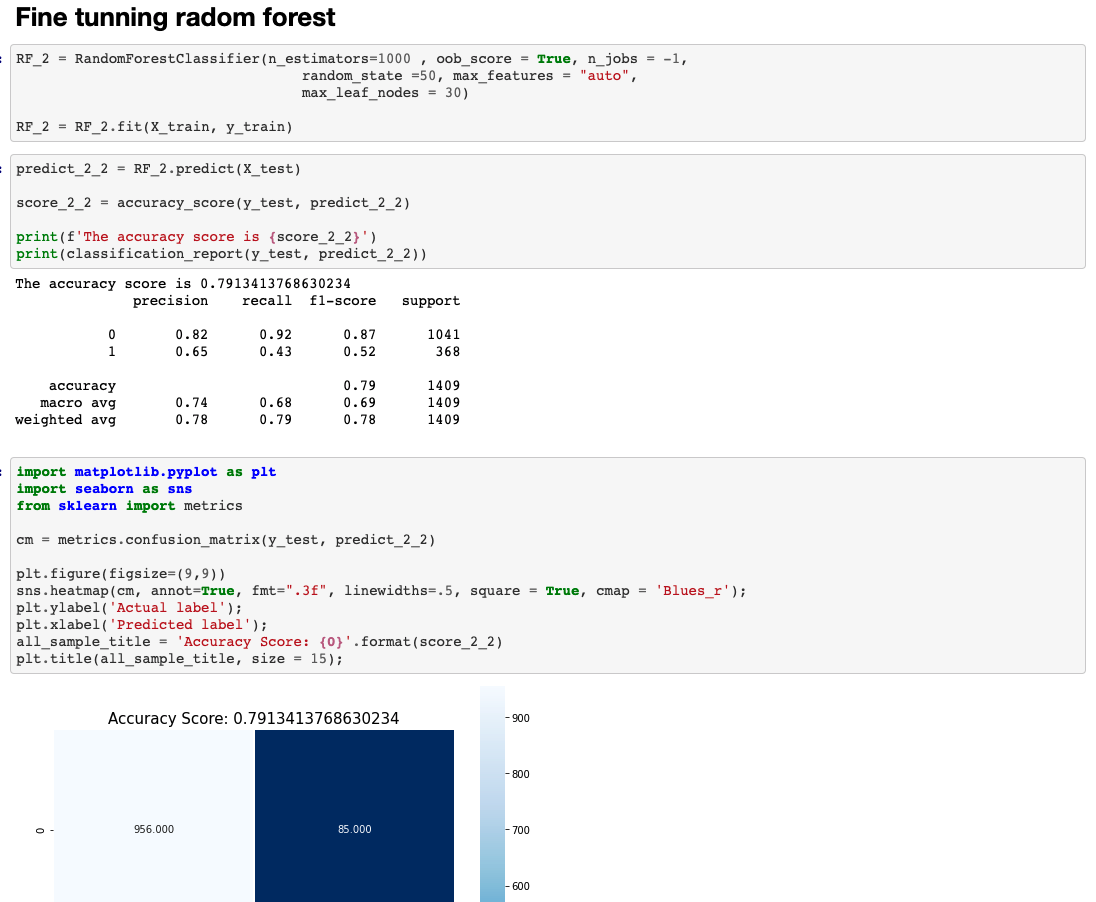 Fine tunning radom forest
RF_2 = RandomForestClassifier(n_estimators=1000 , oob_score = True, n_jobs = -1,
random_state =50, max_features = "auto",
max_leaf_nodes = 30)
RF_2 = RF_2.fit(X_train, y_train)
predict_2_2 = RF_2.predict(X_test)
score_2_2 = accuracy_score(y_test, predict_2_2)
print(f'The accuracy score is {score_2_2}')
print(classification_report(y_test, predict_2_2))
The accuracy score is 0.7913413768630234
precision recall f1-score support
0 0.82 0.92 0.87 1041
1 0.65 0.43 0.52 368
accuracy 0.79 1409
macro avg 0.74 0.68 0.69 1409
weighted avg 0.78 0.79 0.78 1409
import matplotlib.pyplot as plt
import seaborn as sns
from sklearn import metrics
cm = metrics.confusion_matrix(y_test, predict_2_2)
plt.figure(figsize=(9,9))
sns.heatmap(cm, annot=True, fmt=".3f", linewidths=.5, square = True, cmap = 'Blues_r');
plt.ylabel('Actual label');
plt.xlabel('Predicted label');
all_sample_title = 'Accuracy Score: {0}'.format(score_2_2)
plt.title(all_sample_title, size = 15);
Accuracy Score: 0.7913413768630234
900
800
0 956.000 85.000 700
600